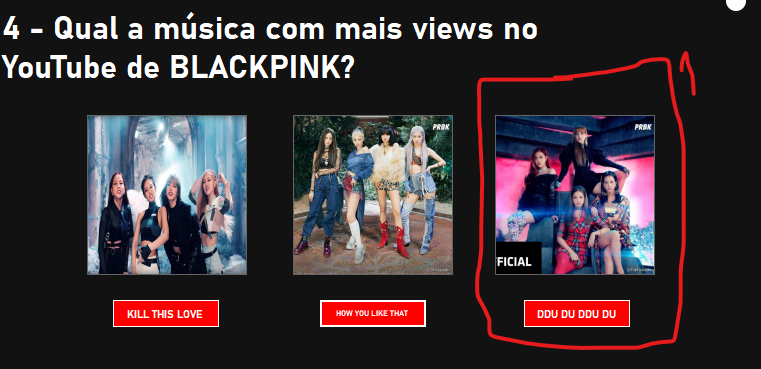 4 - Qual a música com mais views no
YouTube de BLACKPINK?
PRBK
PRBK
FICIAL
KILL THIS LOVE
HOW YOU LIKE THAT
DDU DU DDU DU